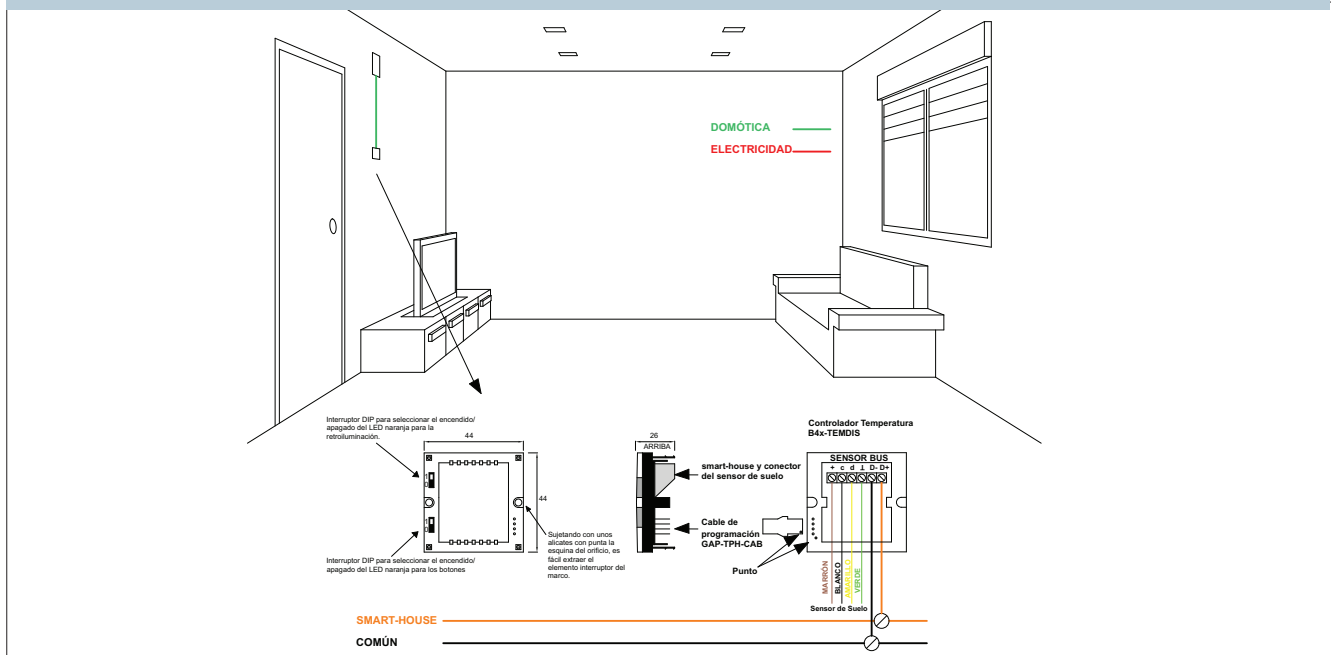 DOMÓTICA
ELECTRICIDAD
Interruptor DIP para seleccionar el encendido/
apagado del LED naranja para la
retroiluminación.
44
1
0
44
1
0
Sujetando con unos
alicates con punta la
esquina del orificio, es
fácil extraer el
elemento interruptor del
marco.
Interruptor DIP para seleccionar el encendido/
apagado del LED naranja para los botones
26
ARRIBA
smart-house y conector
del sensor de suelo
Cable de
programación
GAP-TPH-CAB
Punto
Controlador Temperatura
B4x-TEMDIS
SENSOR BUS
+ c d ⊥ D- D+
MARRÓN
BLANCO
AMARILLO
VERDE
Sensor de Suelo
SMART-HOUSE
COMÚN